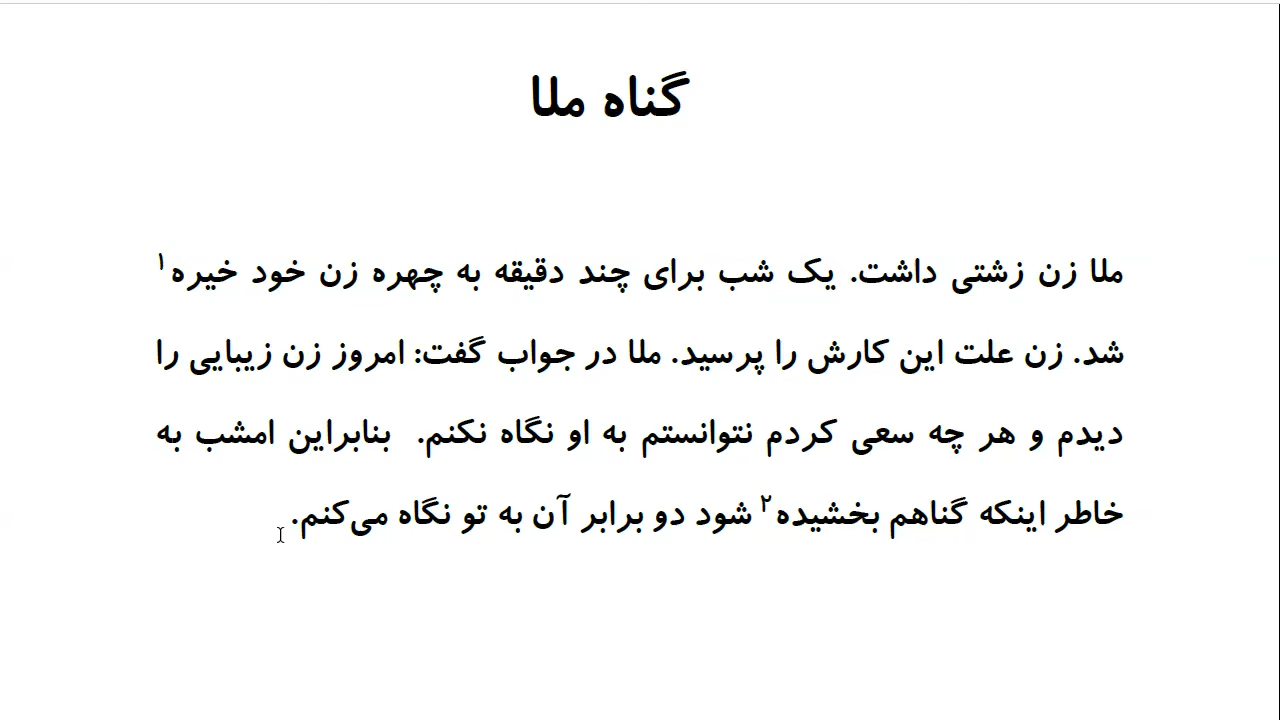 گناه ملا
ملا زن زشتی داشت. یک شب برای چند دقیقه به چهره زن خود خیره۱
شد. زن علت این کارش را پرسید. ملا در جواب گفت: امروز زن زیبایی را
دیدم و هر چه سعی کردم نتوانستم به او نگاه نکنم.  بنابراین امشب به
خاطر اینکه گناهم بخشیده۲ شود دو برابر آن به تو نگاه می‌کنم.